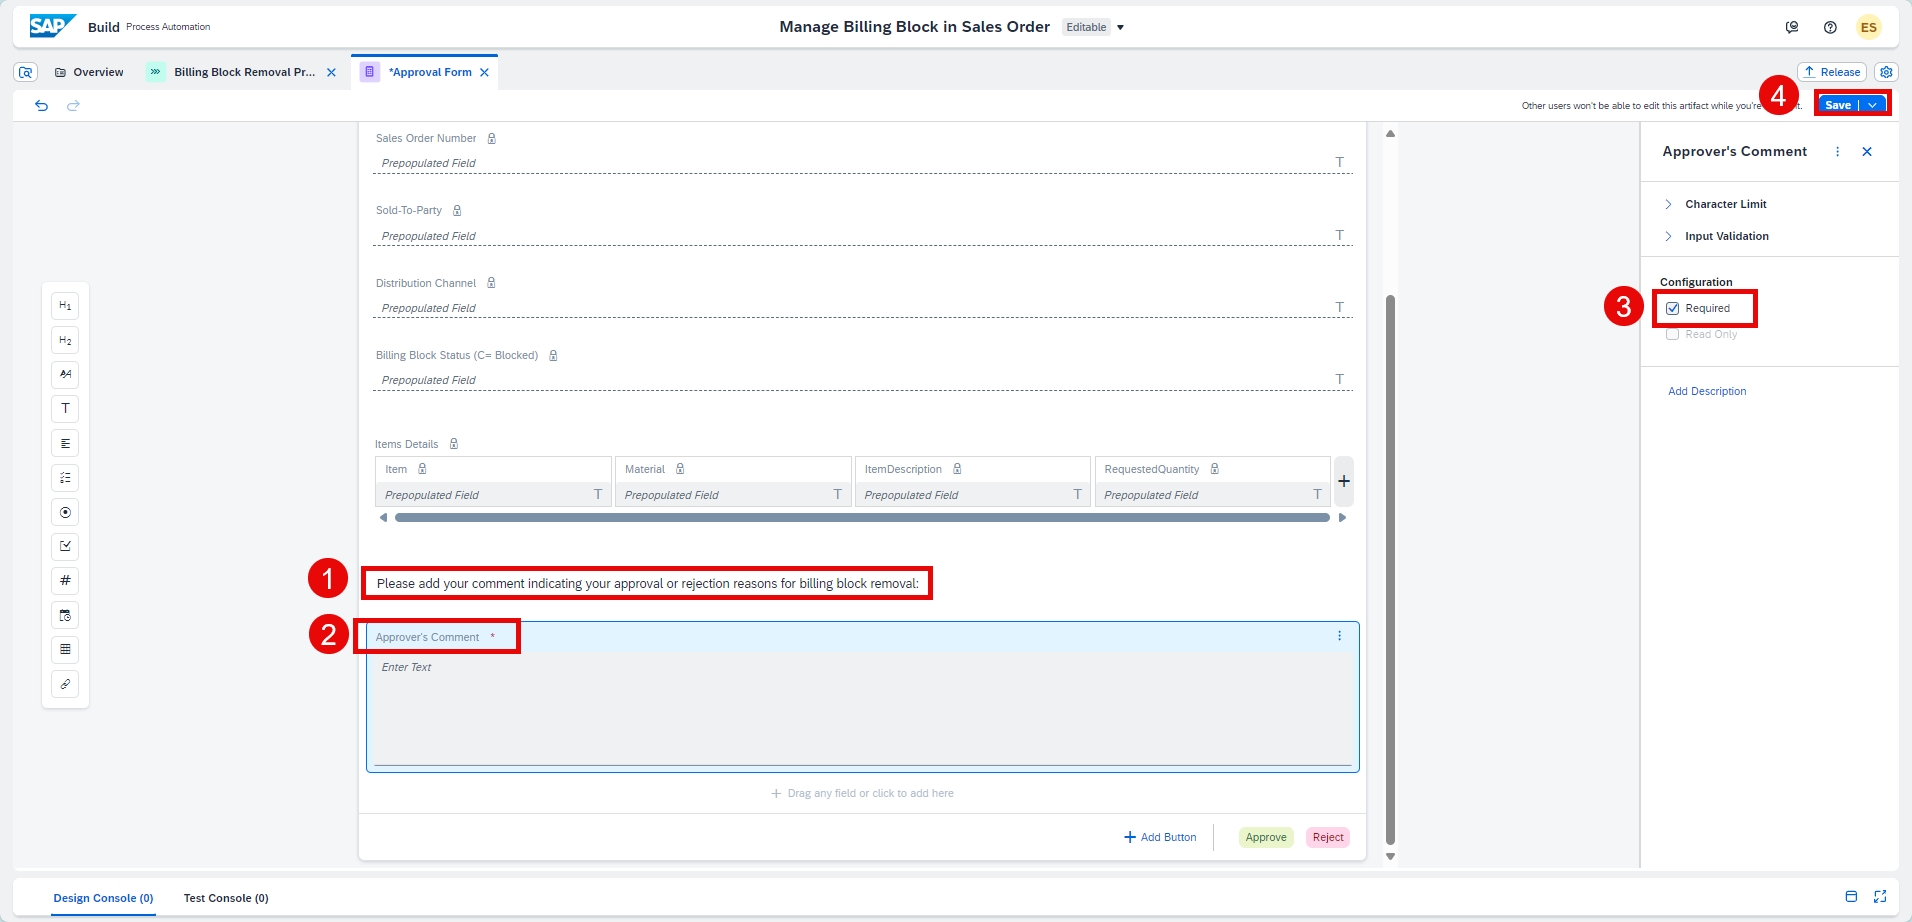 SAP Build Process Automation
Manage Billing Block in Sales Order Editable
ES
Overview
Billing Block Removal Pr...
*Approval Form
Release
Other users won't be able to edit this artifact while you're
t.
4
Save
Sales Order Number
Prepopulated Field T
Sold-To-Party
Prepopulated Field T
Distribution Channel
Prepopulated Field T
Billing Block Status (C= Blocked)
Prepopulated Field T
Items Details
Item Material ItemDescription RequestedQuantity
Prepopulated Field T Prepopulated Field T Prepopulated Field T Prepopulated Field T
1
Please add your comment indicating your approval or rejection reasons for billing block removal:
2
Approver's Comment *
Enter Text
Drag any field or click to add here
Add Button Approve Reject
H1
H2
AA
T
#
Approver's Comment
Character Limit
Input Validation
Configuration
3
Required
Read Only
Add Description
Design Console (0) Test Console (0)